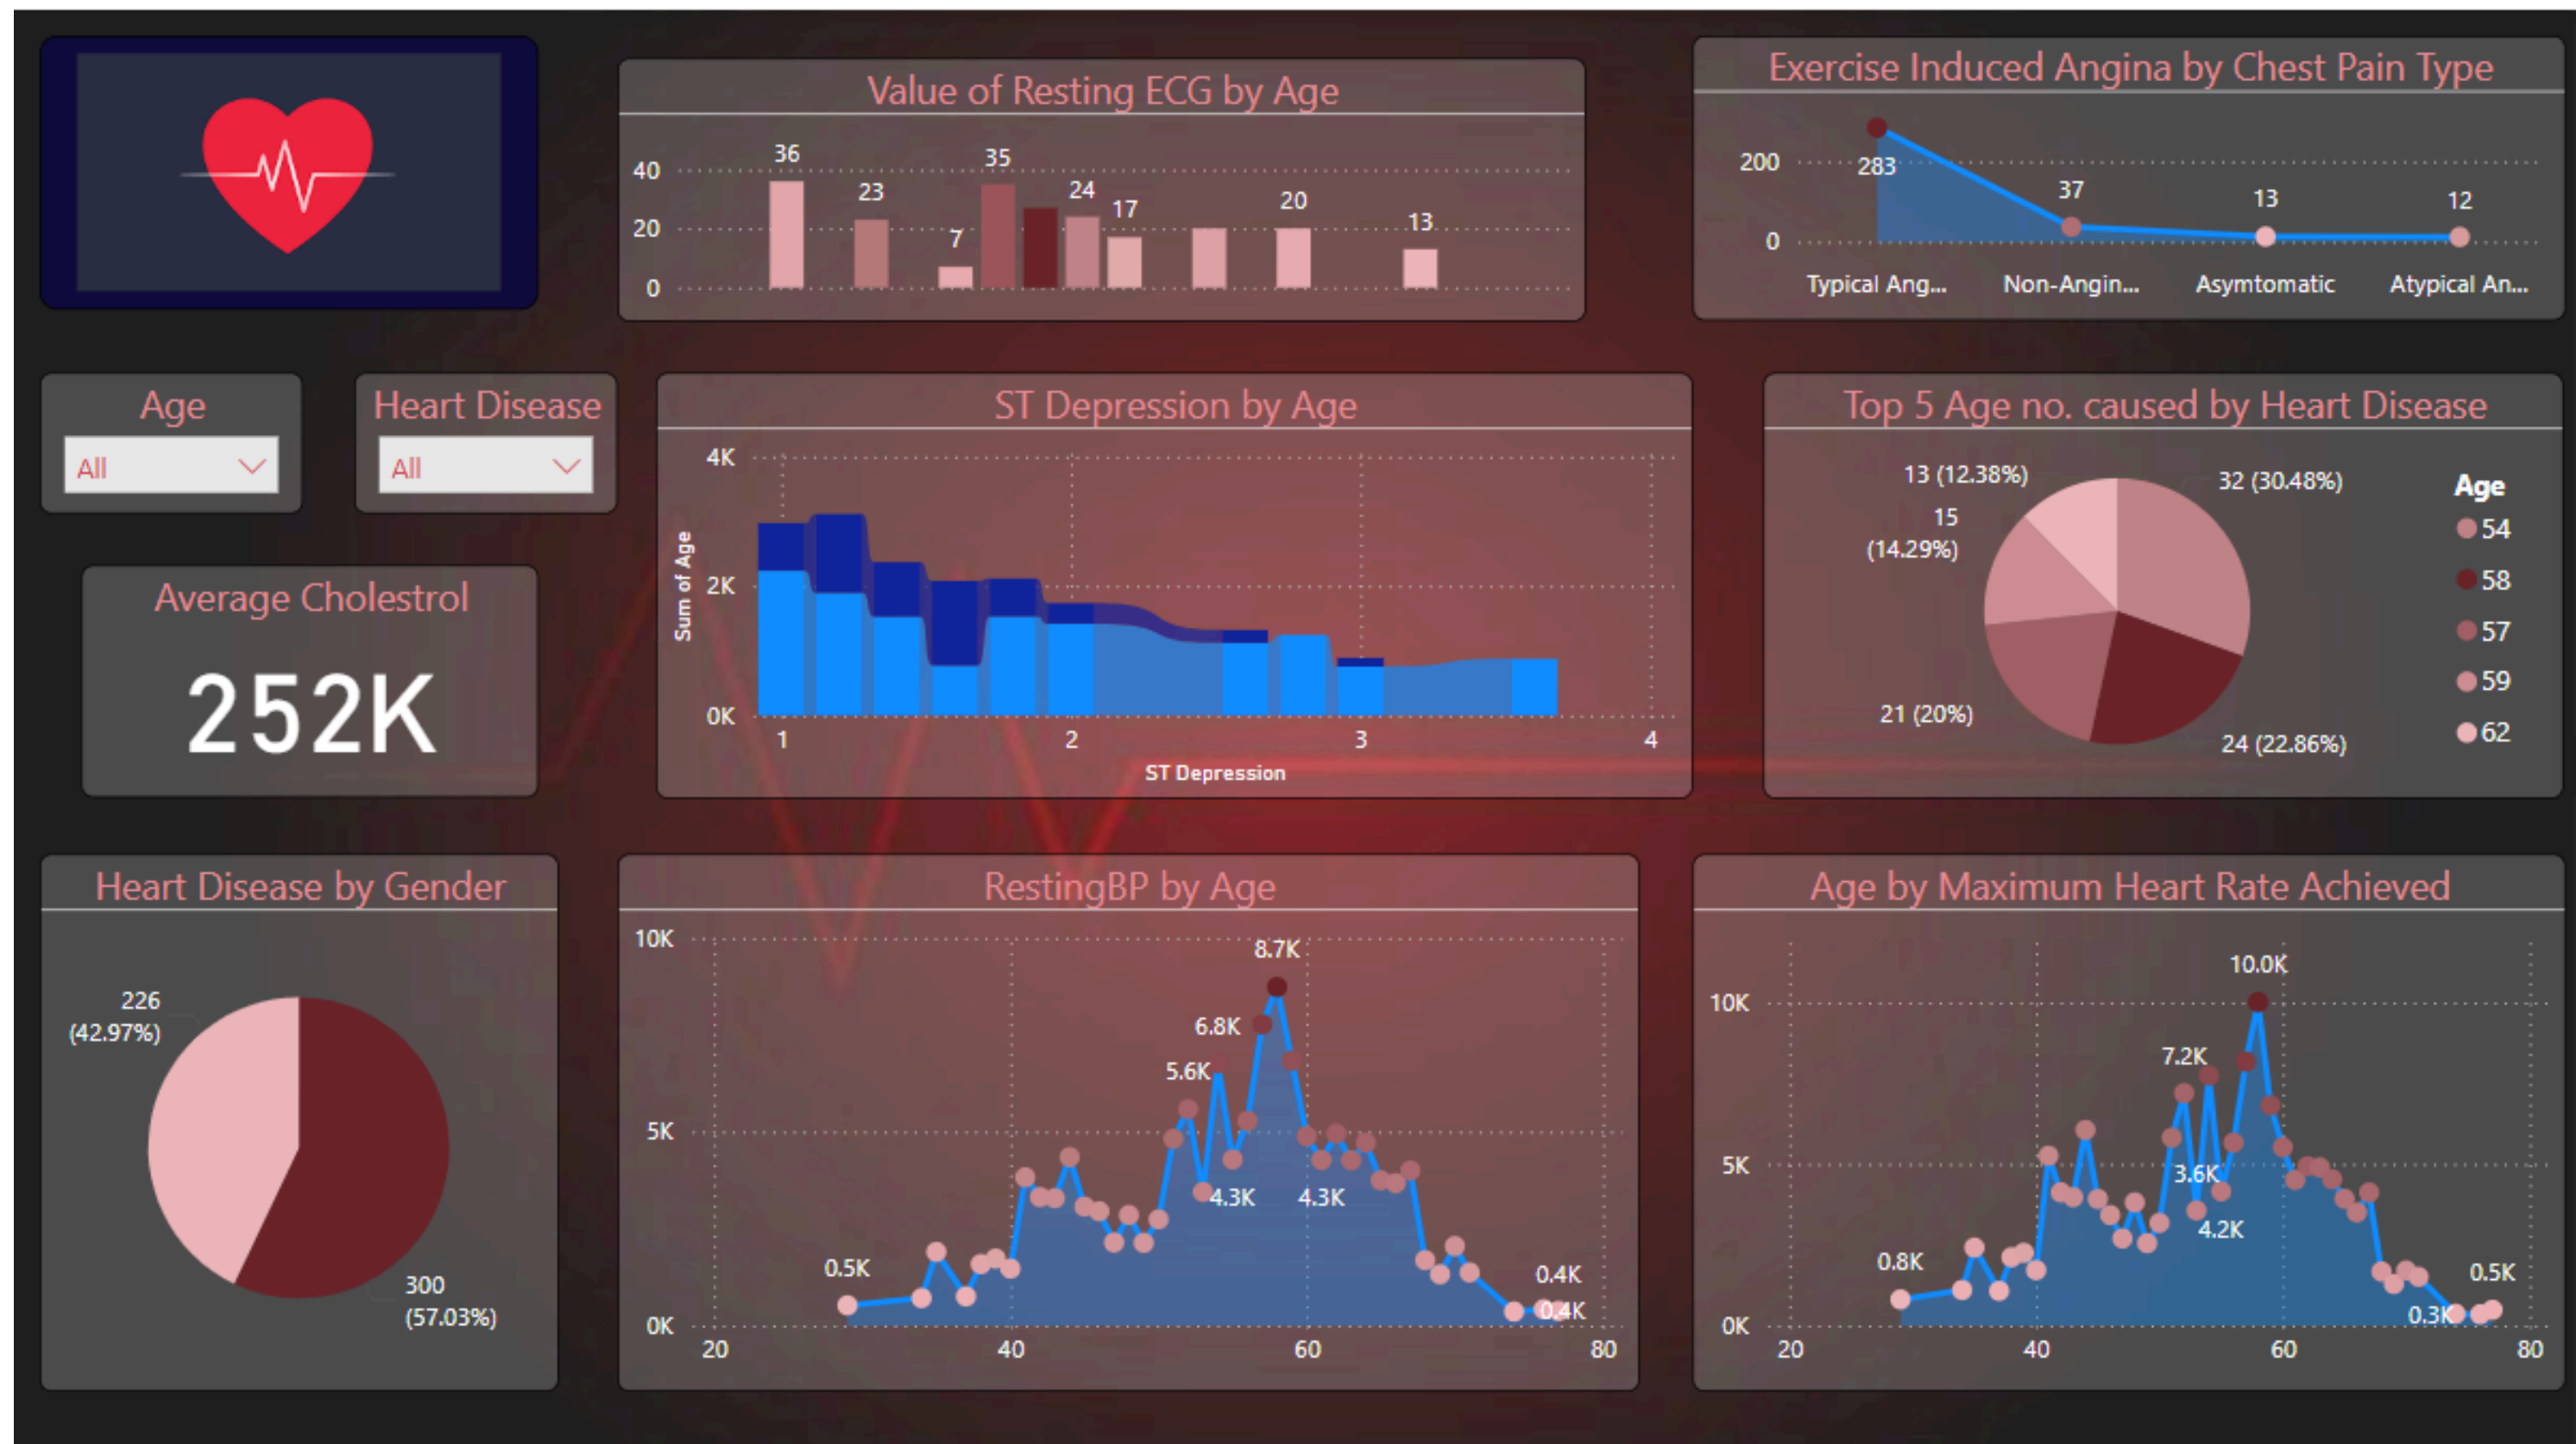 Value of Resting ECG by Age
40
20
0
36
23
7
35
24
17
20
13
Exercise Induced Angina by Chest Pain Type
200
0
283
37
13
12
Typical Ang...
Non-Angin...
Asymtomatic
Atypical An...
Age
All
Heart Disease
All
Average Cholestrol
252K
ST Depression by Age
Sum of Age
4K
2K
0K
1
2
3
4
ST Depression
Top 5 Age no. caused by Heart Disease
13 (12.38%)
32 (30.48%)
15
(14.29%)
21 (20%)
24 (22.86%)
Age
54
58
57
59
62
Heart Disease by Gender
226
(42.97%)
300
(57.03%)
RestingBP by Age
10K
5K
0K
0.5K
5.6K
6.8K
8.7K
4.3K
4.3K
0.4K
0.4K
20
40
60
80
Age by Maximum Heart Rate Achieved
10K
5K
0K
0.8K
7.2K
10.0K
3.6K
4.2K
0.3K
0.5K
20
40
60
80